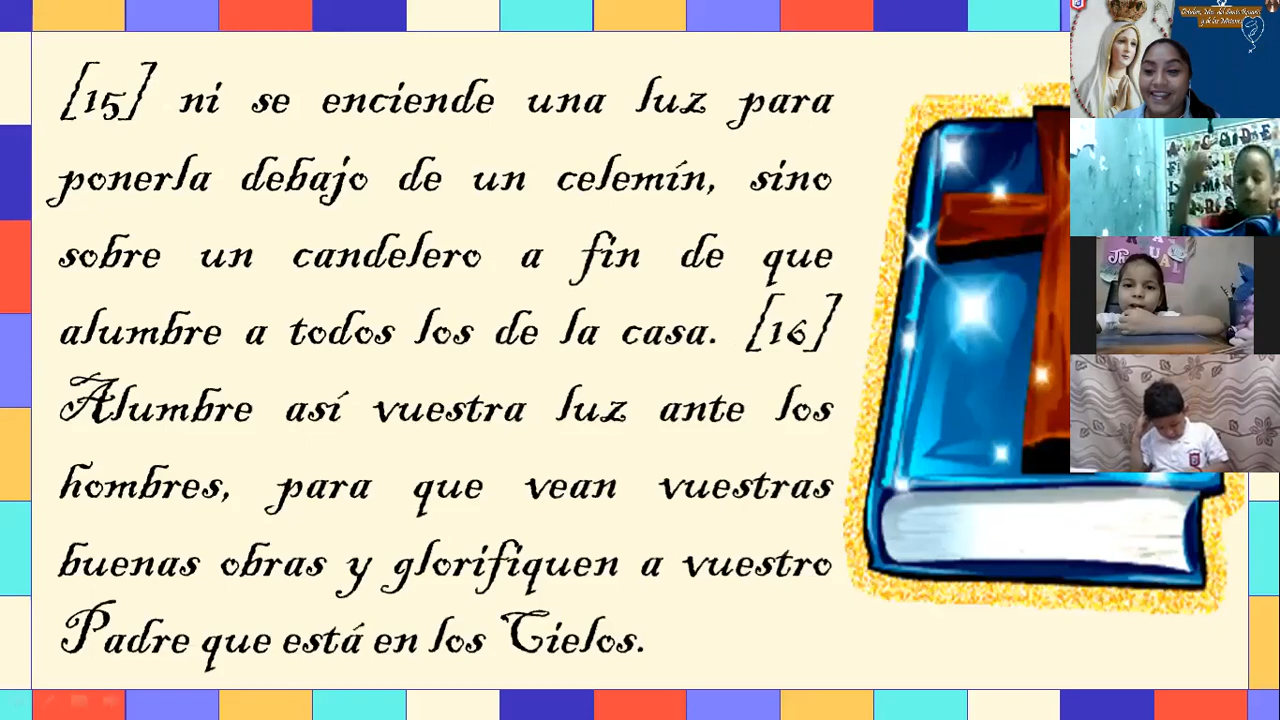 [15] ni se enciende una luz para
ponerla debajo de un celemín, sino
sobre un candelero a fin de que
alumbre a todos los de la casa. [16]
Alumbre así vuestra luz ante los
hombres, para que vean vuestras
buenas obras y glorifiquen a vuestro
Padre que está en los Cielos.